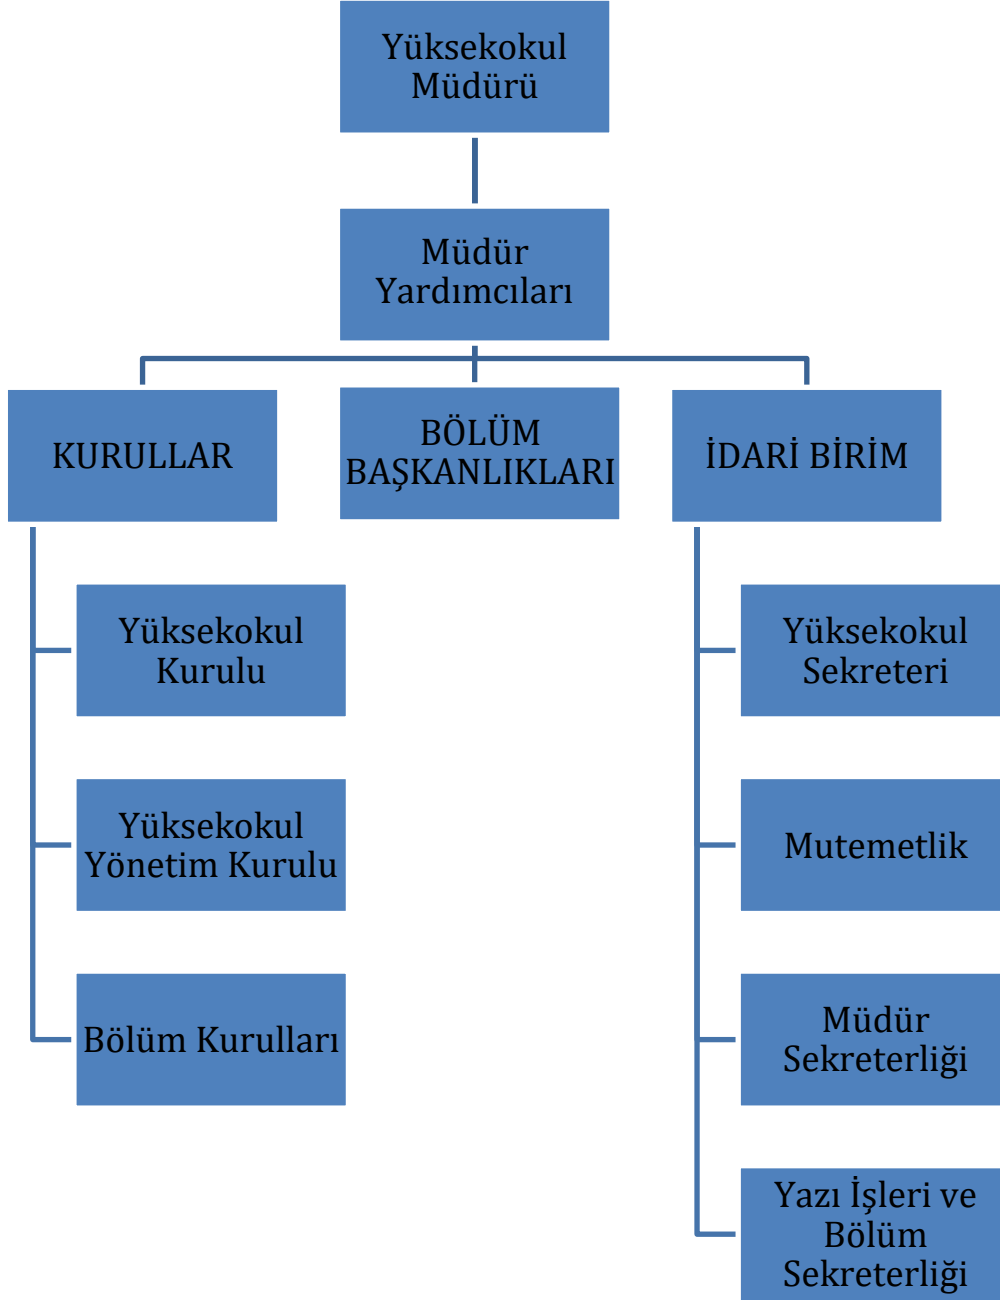 Yüksekokul
Müdürü
Müdür
Yardımcıları
KURULLAR
BÖLÜM
BAŞKANLIKLARI
İDARİ BİRİM
Yüksekokul
Kurulu
Yüksekokul
Yönetim Kurulu
Bölüm Kurulları
Yüksekokul
Sekreteri
Mutemetlik
Müdür
Sekreterliği
Yazı İşleri ve
Bölüm
Sekreterliği